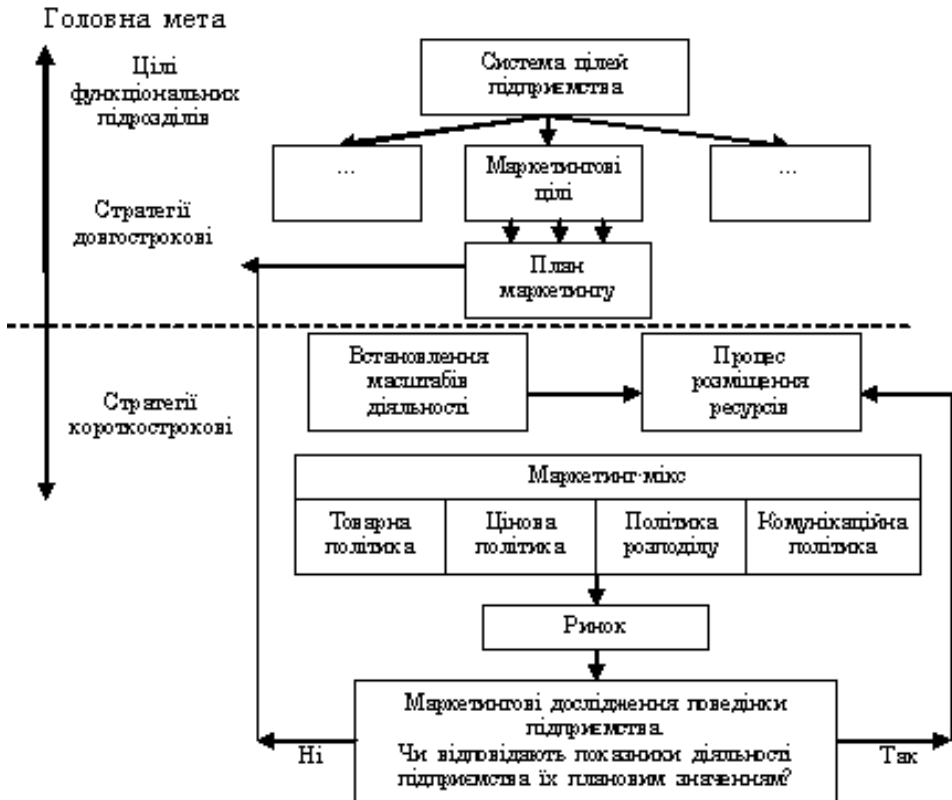 Головна мета
Цілі
функціональних
підрозділів
Система цілей
підприємства
...
Маркетингові
цілі
...
Стратегії
довгострокові
План
маркетингу
Встановлення
масштабів
діяльності
Процес
розміщення
ресурсів
Стратегії
короткострокові
Маркетинг-мікс
Товарна
політика
Цінова
політика
Політика
розподілу
Комунікаційна
політика
Ринок
Маркетингові дослідження поведінки
підприємства
Чи відповідають показники діяльності
підприємства їх плановим значенням?
Ні
Так